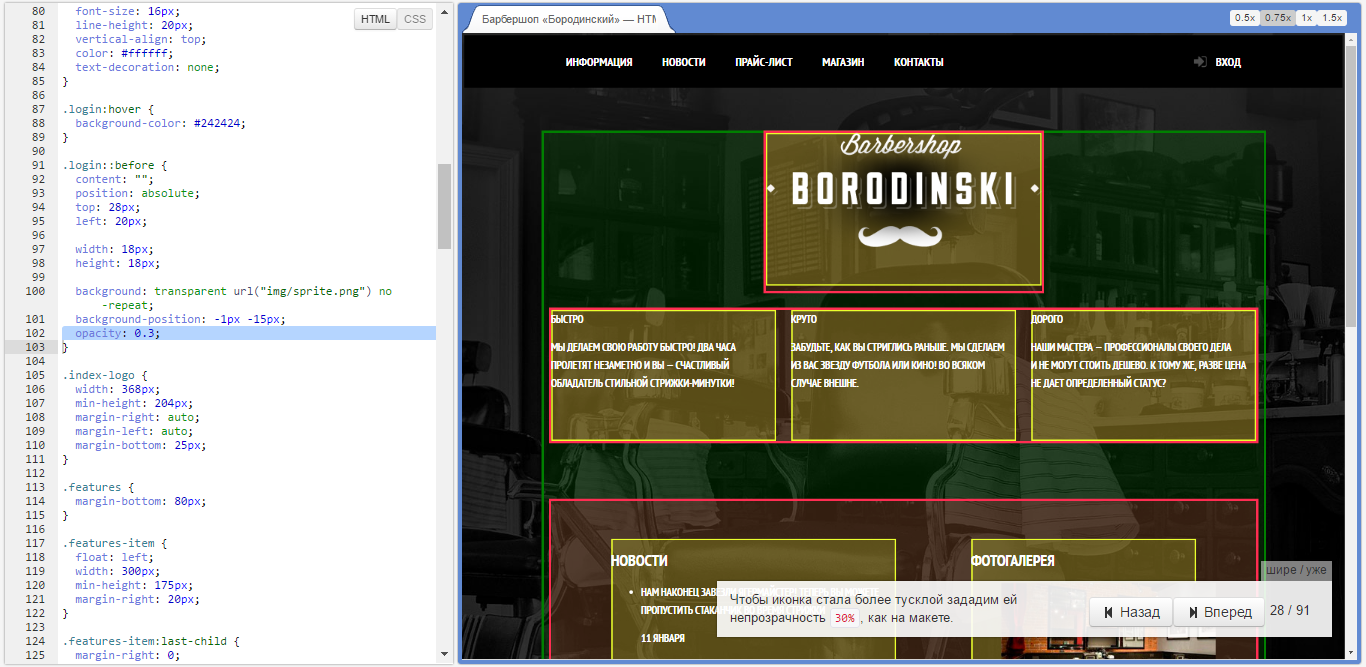 80 font-size: 16px;
81 line-height: 20px;
82 vertical-align: top;
83 color: #ffffff;
84 text-decoration: none;
85 }
86
87 .login:hover {
88 background-color: #242424;
89 }
90
91 .login::before {
92 content: "";
93 position: absolute;
94 top: 28px;
95 left: 20px;
96
97 width: 18px;
98 height: 18px;
99
100 background: transparent url("img/sprite.png") no
-repeat;
101 background-position: -1px -15px;
102 opacity: 0.3;
103 }
104
105 .index-logo {
106 width: 368px;
107 min-height: 204px;
108 margin-right: auto;
109 margin-left: auto;
110 margin-bottom: 25px;
111 }
112
113 .features {
114 margin-bottom: 80px;
115 }
116
117 .features-item {
118 float: left;
119 width: 300px;
120 min-height: 175px;
121 margin-right: 20px;
122 }
123
124 .features-item:last-child {
125 margin-right: 0;
HTML CSS
Барбершоп «Бородинский» — HTM
0.5x 0.75x 1x 1.5x
ИНФОРМАЦИЯ НОВОСТИ ПРАЙС-ЛИСТ МАГАЗИН КОНТАКТЫ ВХОД
Barbershop
BORODINSKI
БЫСТРО
МЫ ДЕЛАЕМ СВОЮ РАБОТУ БЫСТРО! ДВА ЧАСА
ПРОЛЕТЯТ НЕЗАМЕТНО И ВЫ — СЧАСТЛИВЫЙ
ОБЛАДАТЕЛЬ СТИЛЬНОЙ СТРИЖКИ-МИНУТКИ!
КРУТО
ЗАБУДЬТЕ, КАК ВЫ СТРИГЛИСЬ РАНЬШЕ. МЫ СДЕЛАЕМ
ИЗ ВАС ЗВЕЗДУ ФУТБОЛА ИЛИ КИНО! ВО ВСЯКОМ
СЛУЧАЕ ВНЕШНЕ.
ДОРОГО
НАШИ МАСТЕРА — ПРОФЕССИОНАЛЫ СВОЕГО ДЕЛА
И НЕ МОГУТ СТОИТЬ ДЕШЕВО. К ТОМУ ЖЕ, РАЗВЕ ЦЕНА
НЕ ДАЕТ ОПРЕДЕЛЕННЫЙ СТАТУС?
НОВОСТИ
НАМ НАКОНЕЦ
ПРОПУСТИТЬ
11 ЯНВАРЯ
ФОТОГАЛЕРЕЯ
шире / уже
Чтобы иконка стала более тусклой зададим ей
непрозрачность 30%, как на макете.
Назад Вперед 28 / 91